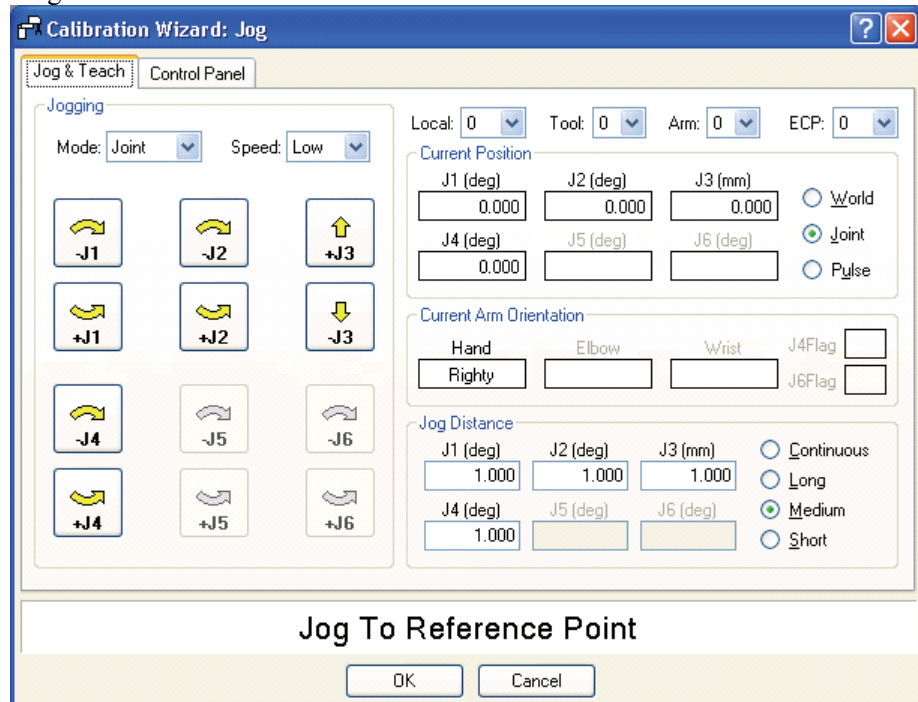 Calibration Wizard: Jog
Jog & Teach Control Panel
Jogging
Mode: Joint Speed: Low
-J1 -J2 +J3
+J1 +J2 -J3
-J4 -J5 -J6
+J4 +J5 +J6
Local: 0 Tool: 0 Arm: 0 ECP: 0
Current Position
J1 (deg) J2 (deg) J3 (mm)
0.000 0.000 0.000
J4 (deg) J5 (deg) J6 (deg)
0.000
World
Joint
Pulse
Current Arm Orientation
Hand Elbow Wrist
Righty
J4Flag
J6Flag
Jog Distance
J1 (deg) J2 (deg) J3 (mm)
1.000 1.000 1.000
J4 (deg) J5 (deg) J6 (deg)
1.000
Continuous
Long
Medium
Short
Jog To Reference Point
OK Cancel